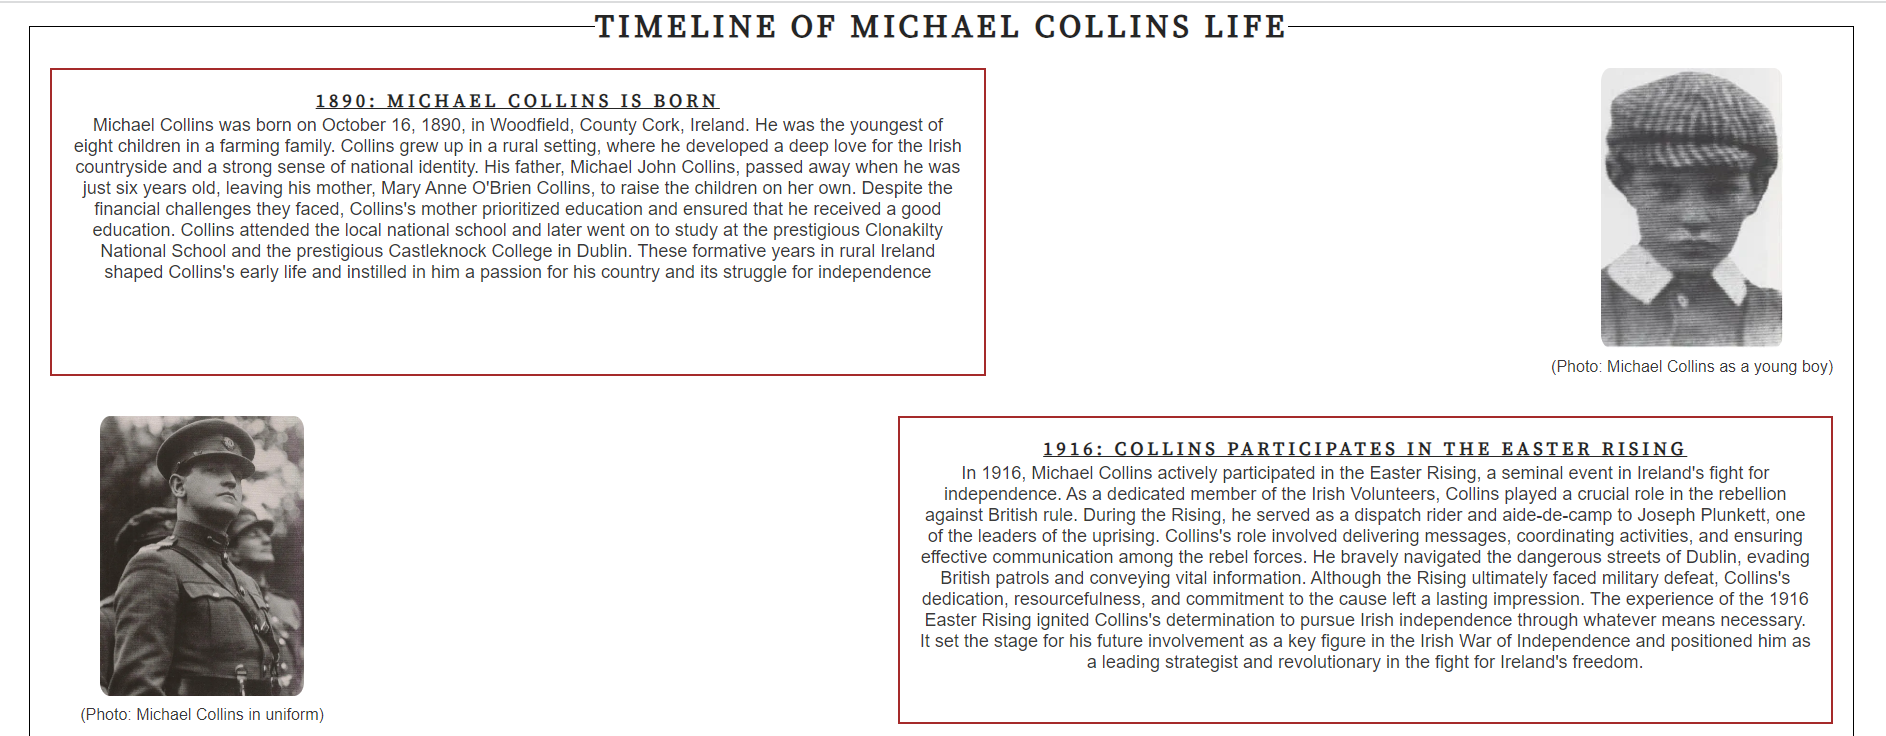 TIMELINE OF MICHAEL COLLINS LIFE
1890: MICHAEL COLLINS IS BORN
Michael Collins was born on October 16, 1890, in Woodfield, County Cork, Ireland. He was the youngest of
eight children in a farming family. Collins grew up in a rural setting, where he developed a deep love for the Irish
countryside and a strong sense of national identity. His father, Michael John Collins, passed away when he was
just six years old, leaving his mother, Mary Anne O'Brien Collins, to raise the children on her own. Despite the
financial challenges they faced, Collins's mother prioritized education and ensured that he received a good
education. Collins attended the local national school and later went on to study at the prestigious Clonakilty
National School and the prestigious Castleknock College in Dublin. These formative years in rural Ireland
shaped Collins's early life and instilled in him a passion for his country and its struggle for independence
(Photo: Michael Collins as a young boy)
(Photo: Michael Collins in uniform)
1916: COLLINS PARTICIPATES IN THE EASTER RISING
In 1916, Michael Collins actively participated in the Easter Rising, a seminal event in Ireland's fight for
independence. As a dedicated member of the Irish Volunteers, Collins played a crucial role in the rebellion
against British rule. During the Rising, he served as a dispatch rider and aide-de-camp to Joseph Plunkett, one
of the leaders of the uprising. Collins's role involved delivering messages, coordinating activities, and ensuring
effective communication among the rebel forces. He bravely navigated the dangerous streets of Dublin, evading
British patrols and conveying vital information. Although the Rising ultimately faced military defeat, Collins's
dedication, resourcefulness, and commitment to the cause left a lasting impression. The experience of the 1916
Easter Rising ignited Collins's determination to pursue Irish independence through whatever means necessary.
It set the stage for his future involvement as a key figure in the Irish War of Independence and positioned him as
a leading strategist and revolutionary in the fight for Ireland's freedom.